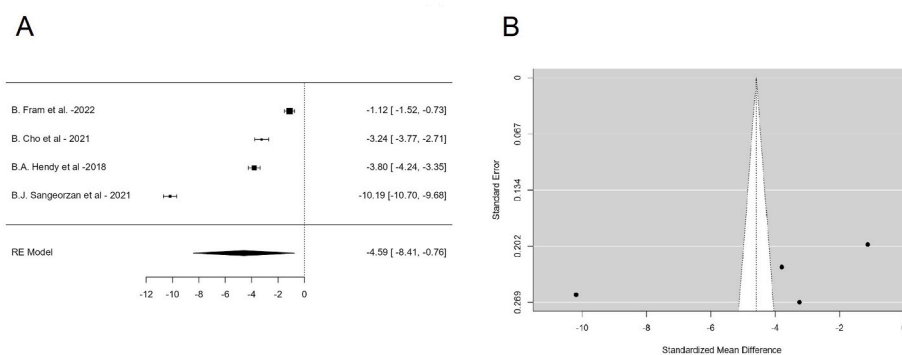 A
B. Fram et al. -2022 -1.12 [ -1.52, -0.73]
B. Cho et al - 2021 -3.24 [ -3.77, -2.71]
B.A. Hendy et al -2018 -3.80 [ -4.24, -3.35]
B.J. Sangeorzan et al - 2021 -10.19 [-10.70, -9.68]
RE Model -4.59 [ -8.41, -0.76]
-12 -10 -8 -6 -4 -2 0
B
Standard Error
0
0.067
0.134
0.202
0.269
-10 -8 -6 -4 -2 0
Standardized Mean Difference